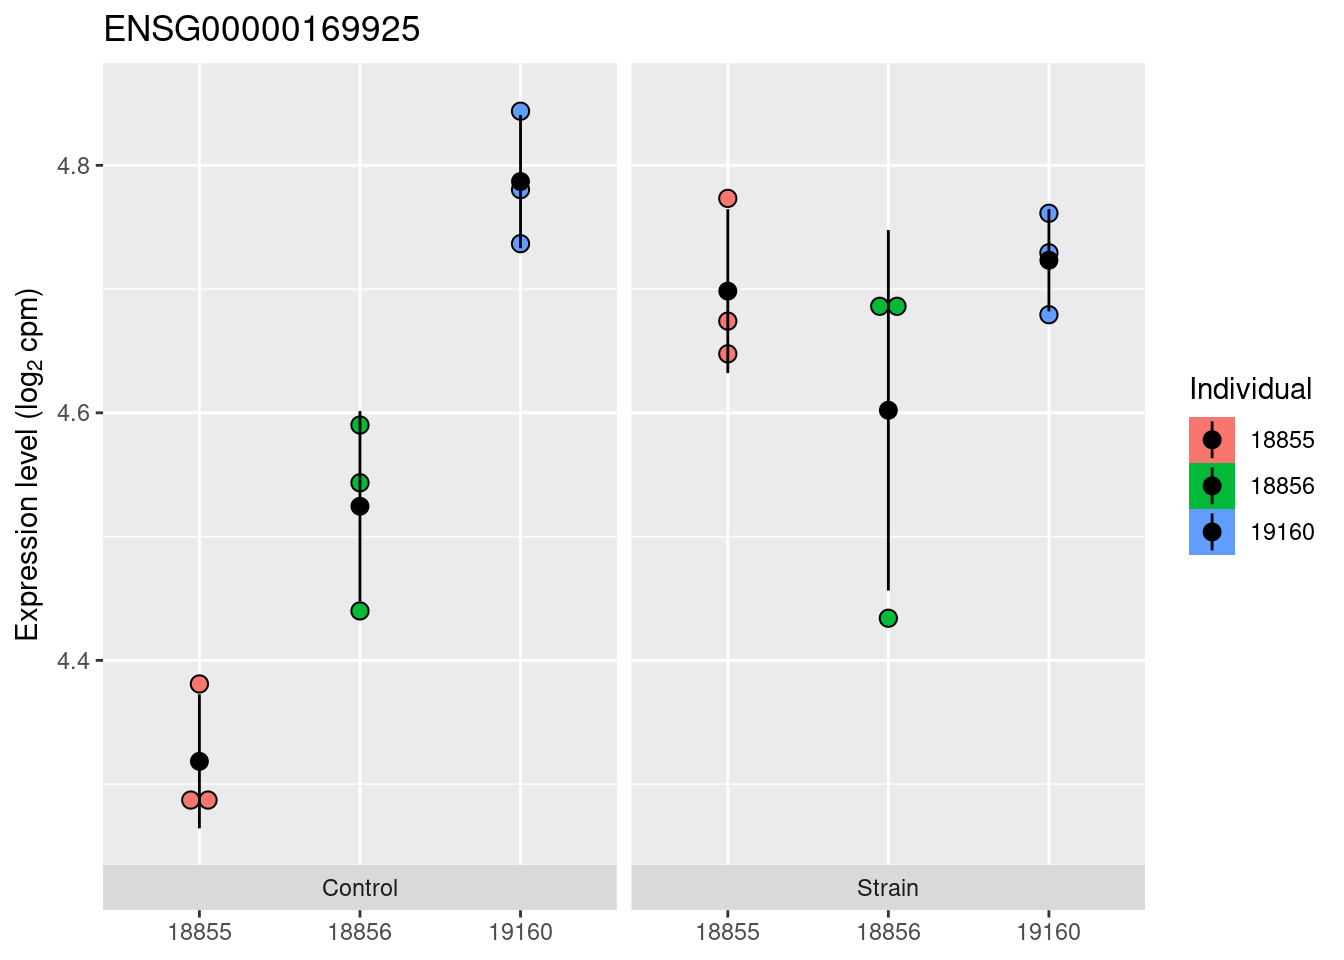 ENSG00000169925
Expression level (log₂ cpm)
4.8
4.6
4.4
Control
Strain
18855
18856
19160
18855
18856
19160
Individual
18855
18856
19160